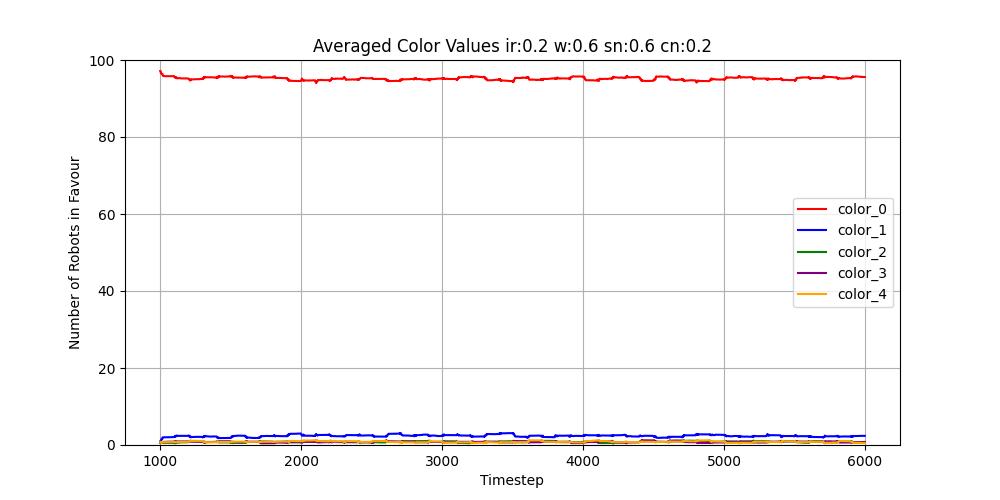 Averaged Color Values ir:0.2 w:0.6 sn:0.6 cn:0.2
100
80
60
40
20
0
Number of Robots in Favour
color_0
color_1
color_2
color_3
color_4
1000 2000 3000 4000 5000 6000
Timestep